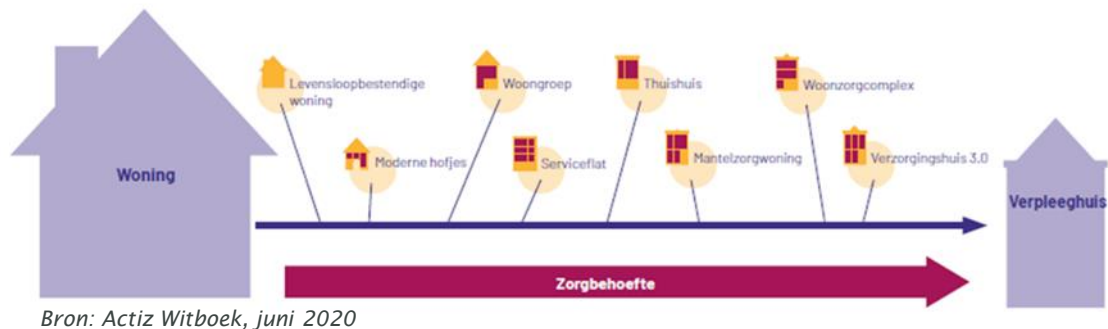 Levensloopbestendige
woning
Woongroep
Thuishuis
Woonzorgcomplex
Moderne hofjes
Serviceflat
Mantelzorgwoning
Verzorgingshuis 3.0
Woning
Verpleeghuis
Zorgbehoefte
Bron: Actiz Witboek, juni 2020